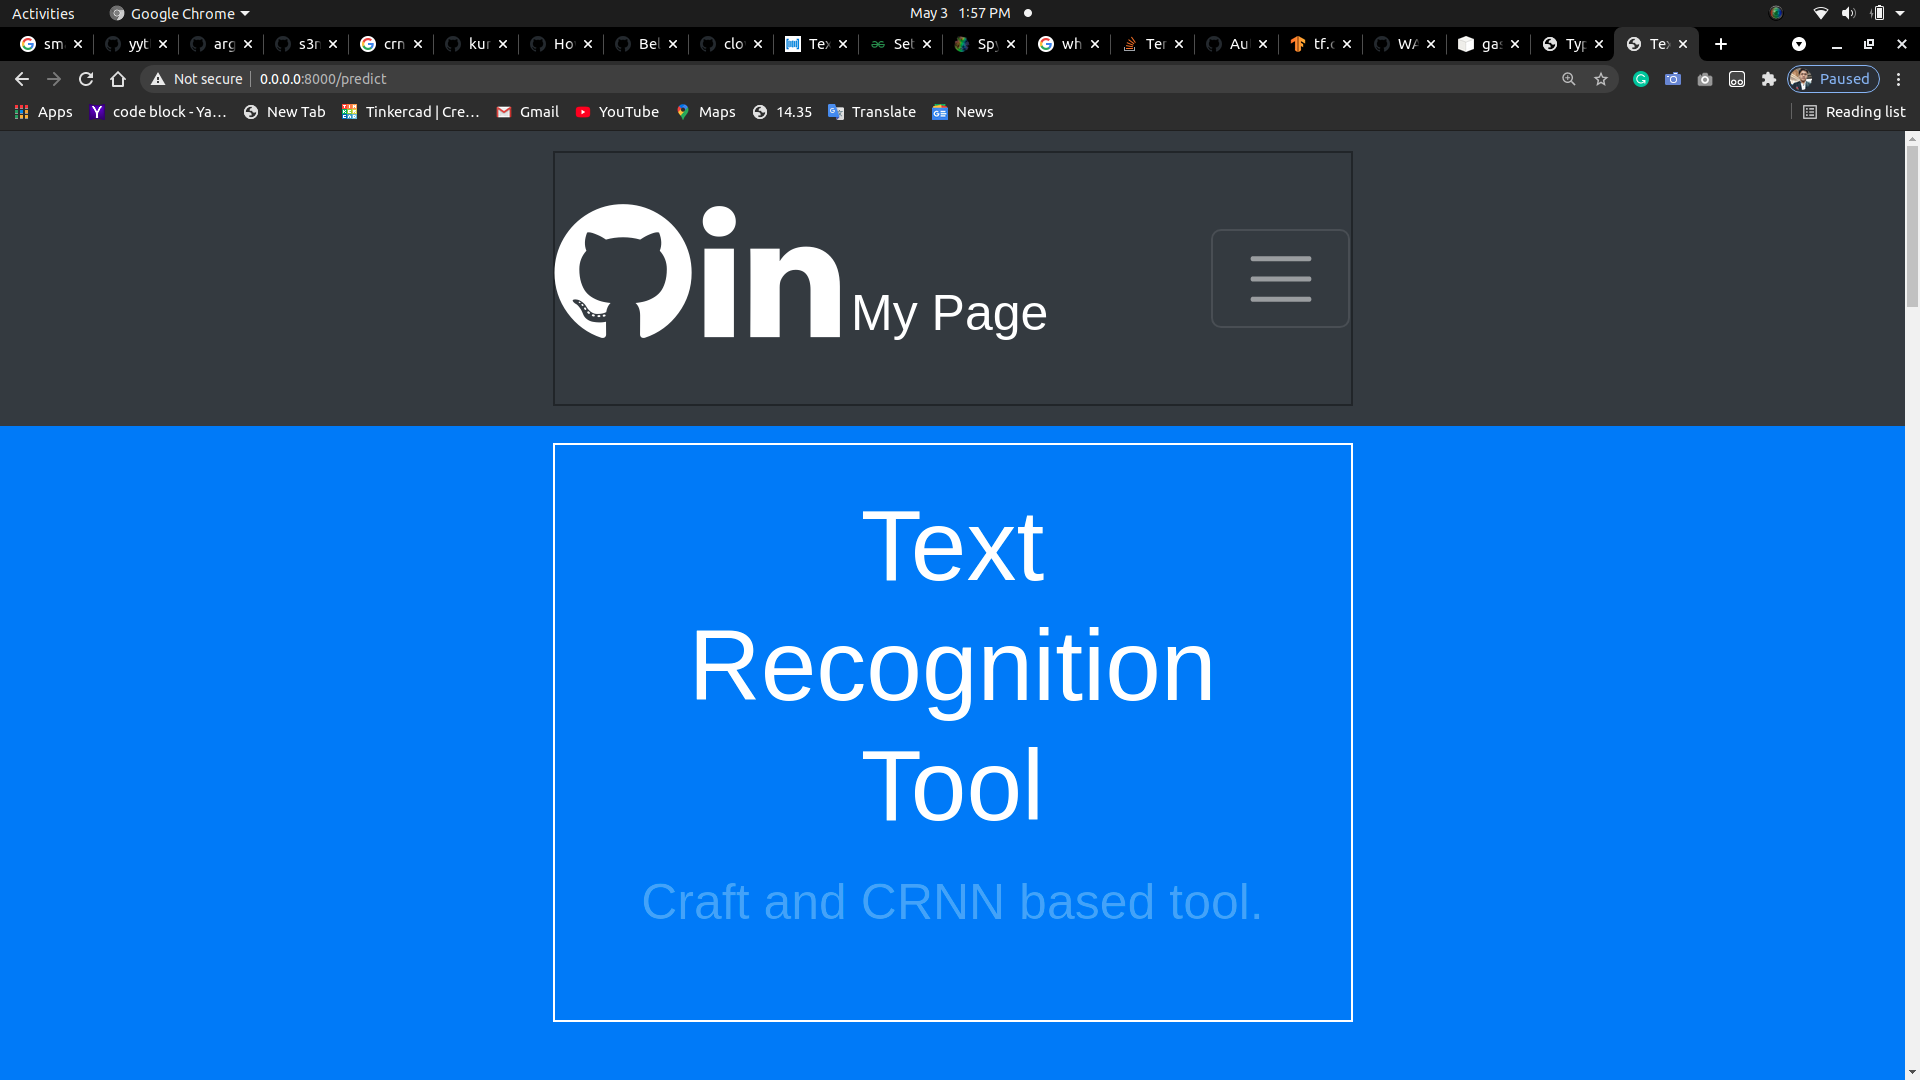 Activities Google Chrome May 3 1:57 PM
sm yyt arg s3r crn kur Ho Bel clo Tex Set Spy wh Ter Au tf.c WA gas Typ Tex
Not secure 0.0.0.0:8000/predict Paused
Apps code block - Ya... New Tab Tinkercad | Cre... Gmail YouTube Maps 14.35 Translate News Reading list
in My Page
Text
Recognition
Tool
Craft and CRNN based tool.